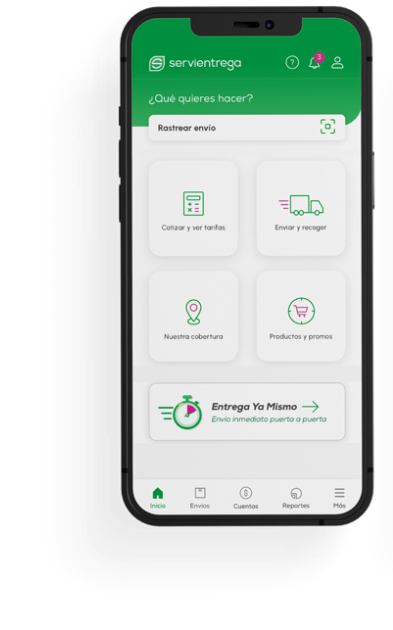 servientrega
?
3
¿Qué quieres hacer?
Rastrear envío
Cotizar y ver tarifas
Enviar y recoger
Nuestra cobertura
Productos y promos
Entrega Ya Mismo
Envío inmediato puerta a puerta
$
Inicio
Envíos
Cuentas
Reportes
Más